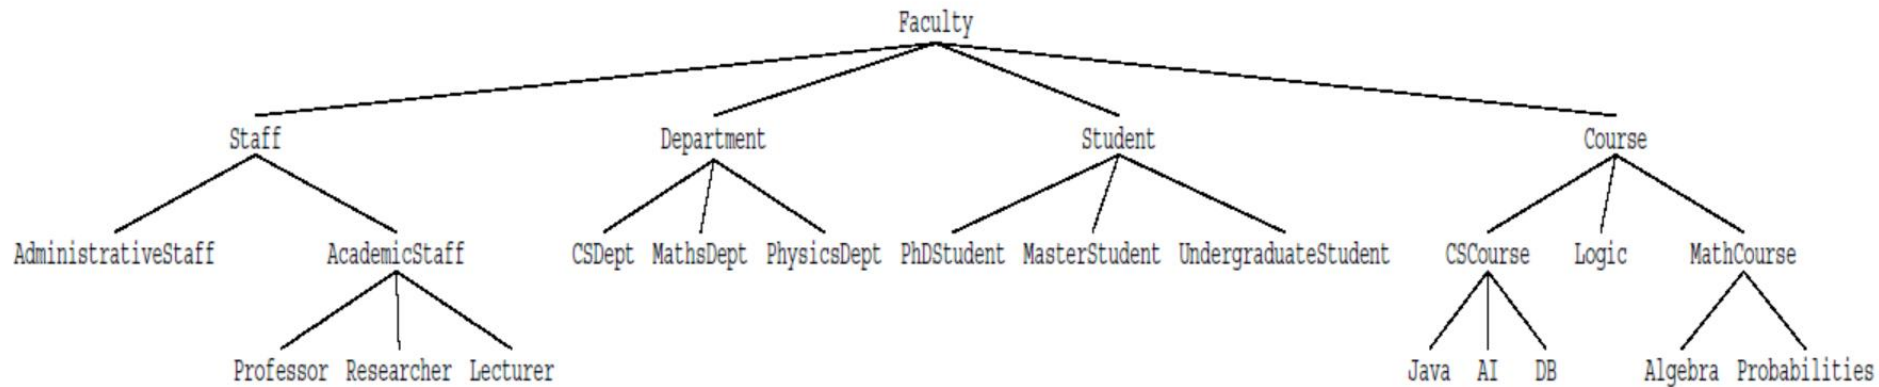 Faculty
Staff Department Student Course
AdministrativeStaff AcademicStaff CSDept MathsDept PhysicsDept PhDStudent MasterStudent UndergraduateStudent CSCourse Logic MathCourse
Professor Researcher Lecturer Java AI DB Algebra Probabilities